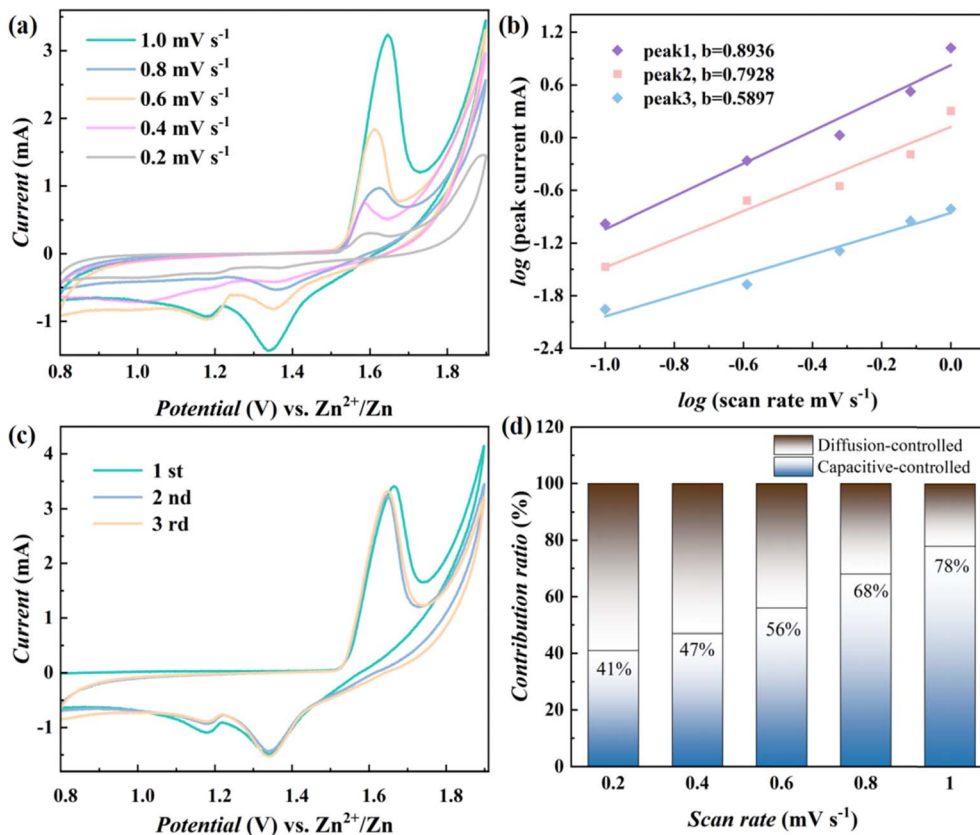 (a)
1.0 mV s⁻¹
0.8 mV s⁻¹
0.6 mV s⁻¹
0.4 mV s⁻¹
0.2 mV s⁻¹
3
2
1
0
-1
Current (mA)
0.8 1.0 1.2 1.4 1.6 1.8
Potential (V) vs. Zn²⁺/Zn
(b)
peak1, b=0.8936
peak2, b=0.7928
peak3, b=0.5897
1.2
0.6
0.0
-0.6
-1.2
-1.8
-2.4
log (peak current mA)
-1.0 -0.8 -0.6 -0.4 -0.2 0.0
log (scan rate mV s⁻¹)
(c)
1 st
2 nd
3 rd
4
3
2
1
0
-1
Current (mA)
0.8 1.0 1.2 1.4 1.6 1.8
Potential (V) vs. Zn²⁺/Zn
(d)
Diffusion-controlled
Capacitive-controlled
120
100
80
60
40
20
0
Contribution ratio (%)
41% 47% 56% 68% 78%
0.2 0.4 0.6 0.8 1
Scan rate (mV s⁻¹)